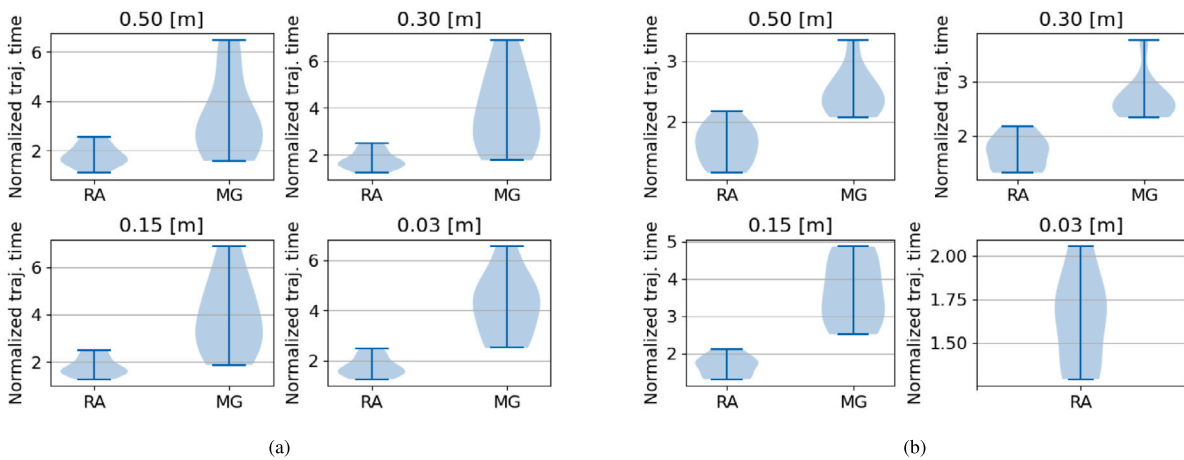 0.50 [m]
Normalized traj. time
6
4
2
RA MG
0.30 [m]
Normalized traj. time
6
4
2
RA MG
0.15 [m]
Normalized traj. time
6
4
2
RA MG
0.03 [m]
Normalized traj. time
6
4
2
RA MG
(a)
0.50 [m]
Normalized traj. time
3
2
RA MG
0.30 [m]
Normalized traj. time
3
2
RA MG
0.15 [m]
Normalized traj. time
5
4
3
2
RA MG
0.03 [m]
Normalized traj. time
2.00
1.75
1.50
RA
(b)